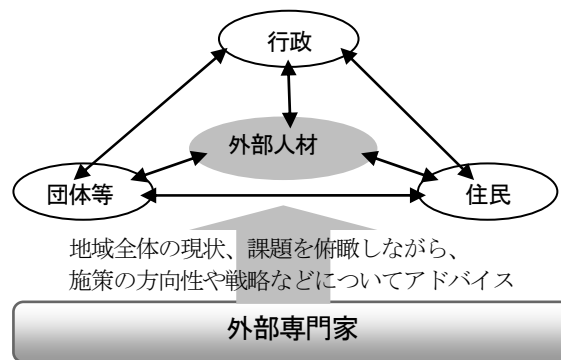 行政
外部人材
団体等
住民
地域全体の現状、課題を俯瞰しながら、
施策の方向性や戦略などについてアドバイス
外部専門家